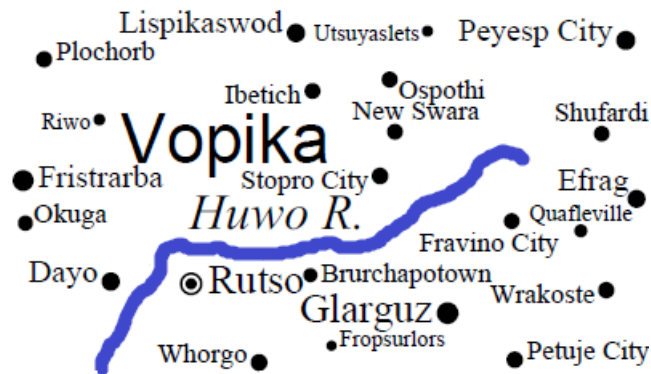 Lispikaswod
Utsuyaslets
Peyesp City
Plochorb
Ibetich
Ospothi
Riwo
Vopika
New Swara
Shufardi
Fristrarba
Stopro City
Efrag
Okuga
Huwo R.
Quafleville
Fravino City
Dayo
Rutso
Brurchapotown
Wrakoste
Glarguz
Fropsurlors
Whorgo
Petuje City